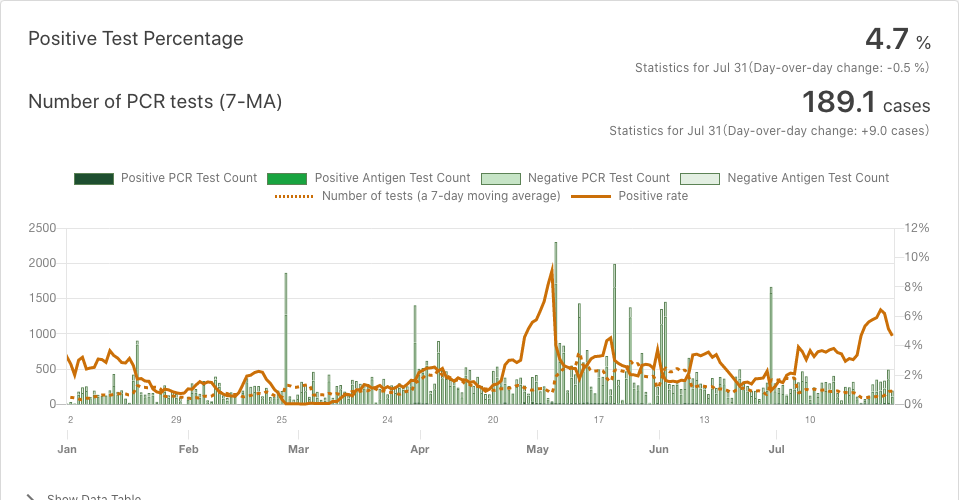 Positive Test Percentage
4.7 %
Statistics for Jul 31(Day-over-day change: -0.5 %)
Number of PCR tests (7-MA)
189.1 cases
Statistics for Jul 31(Day-over-day change: +9.0 cases)
Positive PCR Test Count Positive Antigen Test Count Negative PCR Test Count Negative Antigen Test Count
Number of tests (a 7-day moving average) Positive rate
2500 12%
2000 10%
1500 8%
1000 6%
500 4%
0 2%
0%
2 29 25 24 20 17 13 10
Jan Feb Mar Apr May Jun Jul
Show Data Table